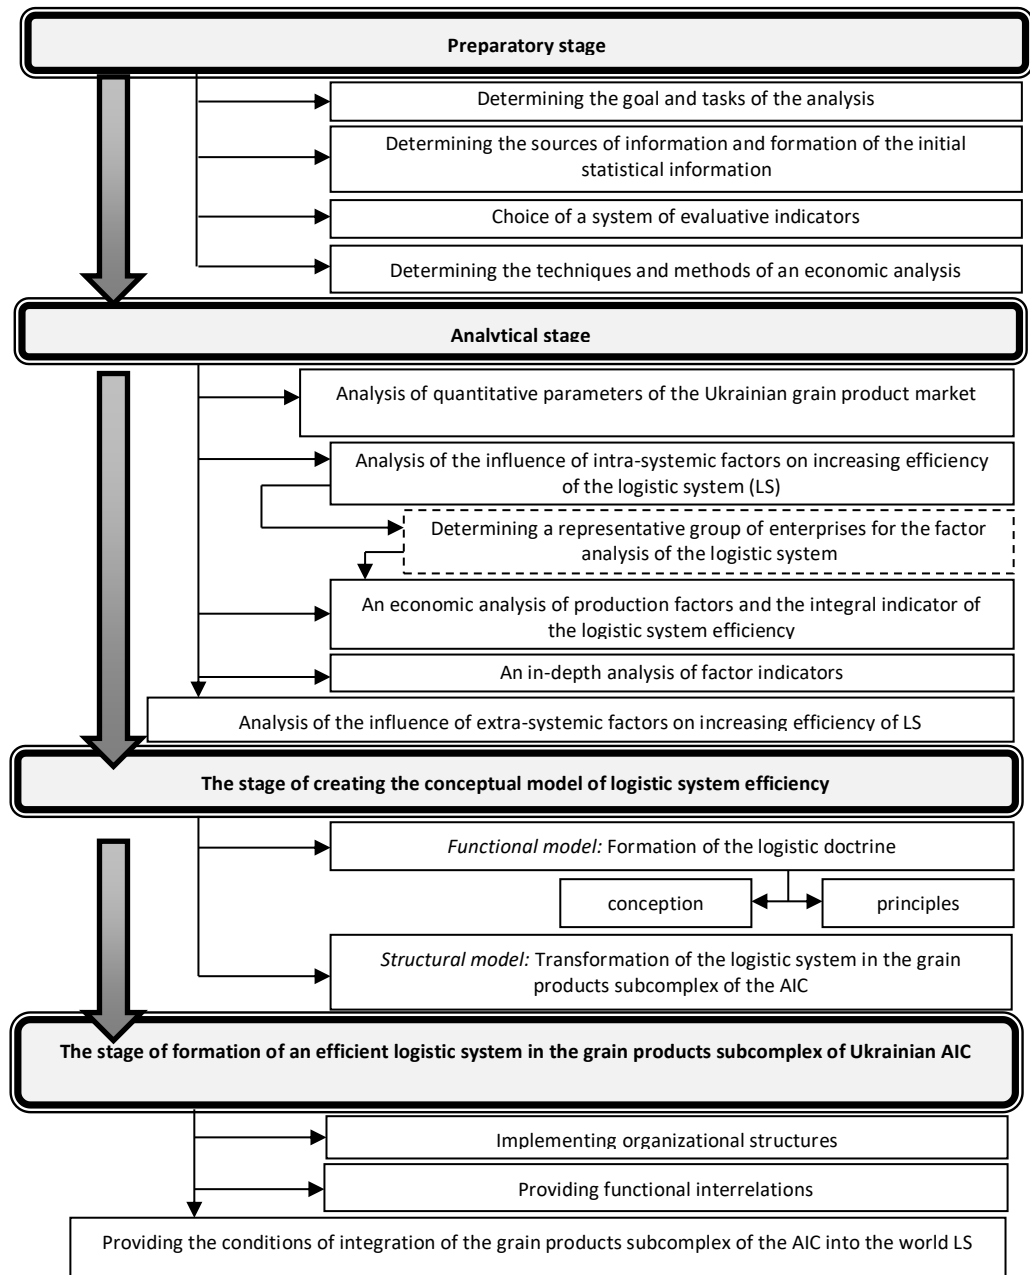 Preparatory stage
Determining the goal and tasks of the analysis
Determining the sources of information and formation of the initial
statistical information
Choice of a system of evaluative indicators
Determining the techniques and methods of an economic analysis
Analytical stage
Analysis of quantitative parameters of the Ukrainian grain product market
Analysis of the influence of intra-systemic factors on increasing efficiency
of the logistic system (LS)
Determining a representative group of enterprises for the factor
analysis of the logistic system
An economic analysis of production factors and the integral indicator of
the logistic system efficiency
An in-depth analysis of factor indicators
Analysis of the influence of extra-systemic factors on increasing efficiency of LS
The stage of creating the conceptual model of logistic system efficiency
Functional model: Formation of the logistic doctrine
conception
principles
Structural model: Transformation of the logistic system in the grain
products subcomplex of the AIC
The stage of formation of an efficient logistic system in the grain products subcomplex of Ukrainian AIC
Implementing organizational structures
Providing functional interrelations
Providing the conditions of integration of the grain products subcomplex of the AIC into the world LS